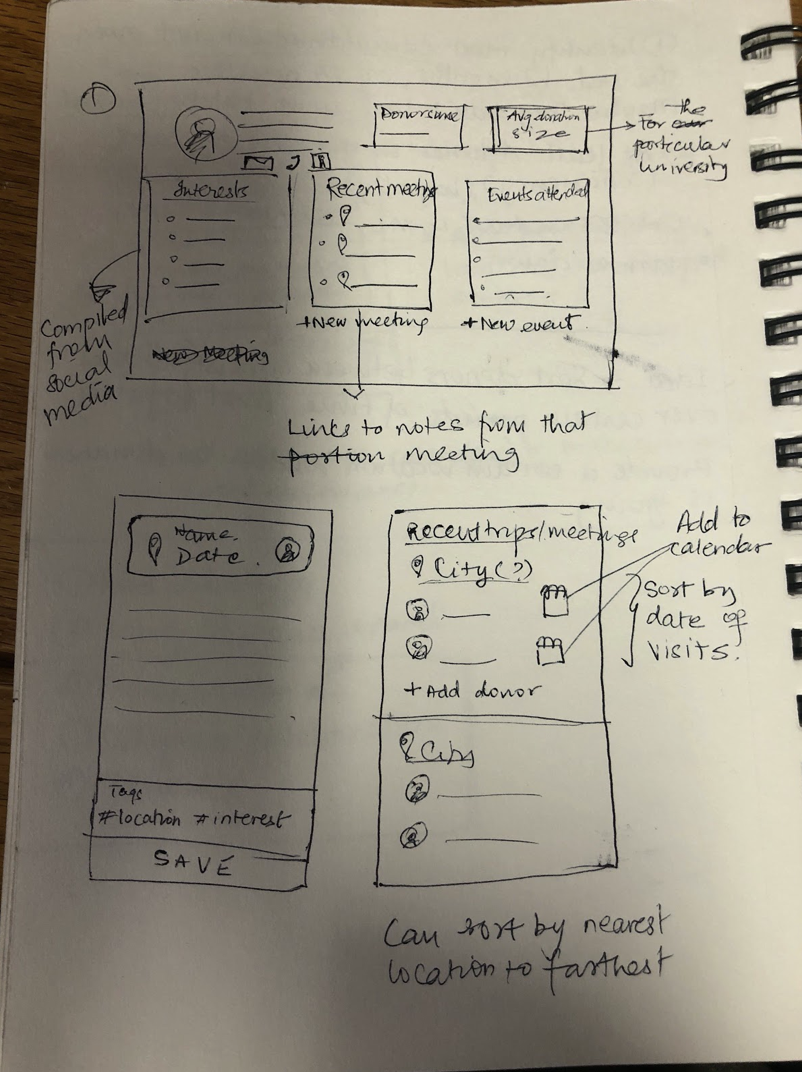 1
Donor since
Avg donation
size
For the
particular
university
Interests
Recent meeting
Events attended
+New meeting
+New event
Compiled
from
social
media
New Meeting
Links to notes from that
portion meeting
Name
Date
Tags
#location #interest
SAVE
Recent trips/meetings
City (?)
+ Add donor
City
Add to
calendar
Sort by
date of
visits.
Can sort by nearest
location to farthest